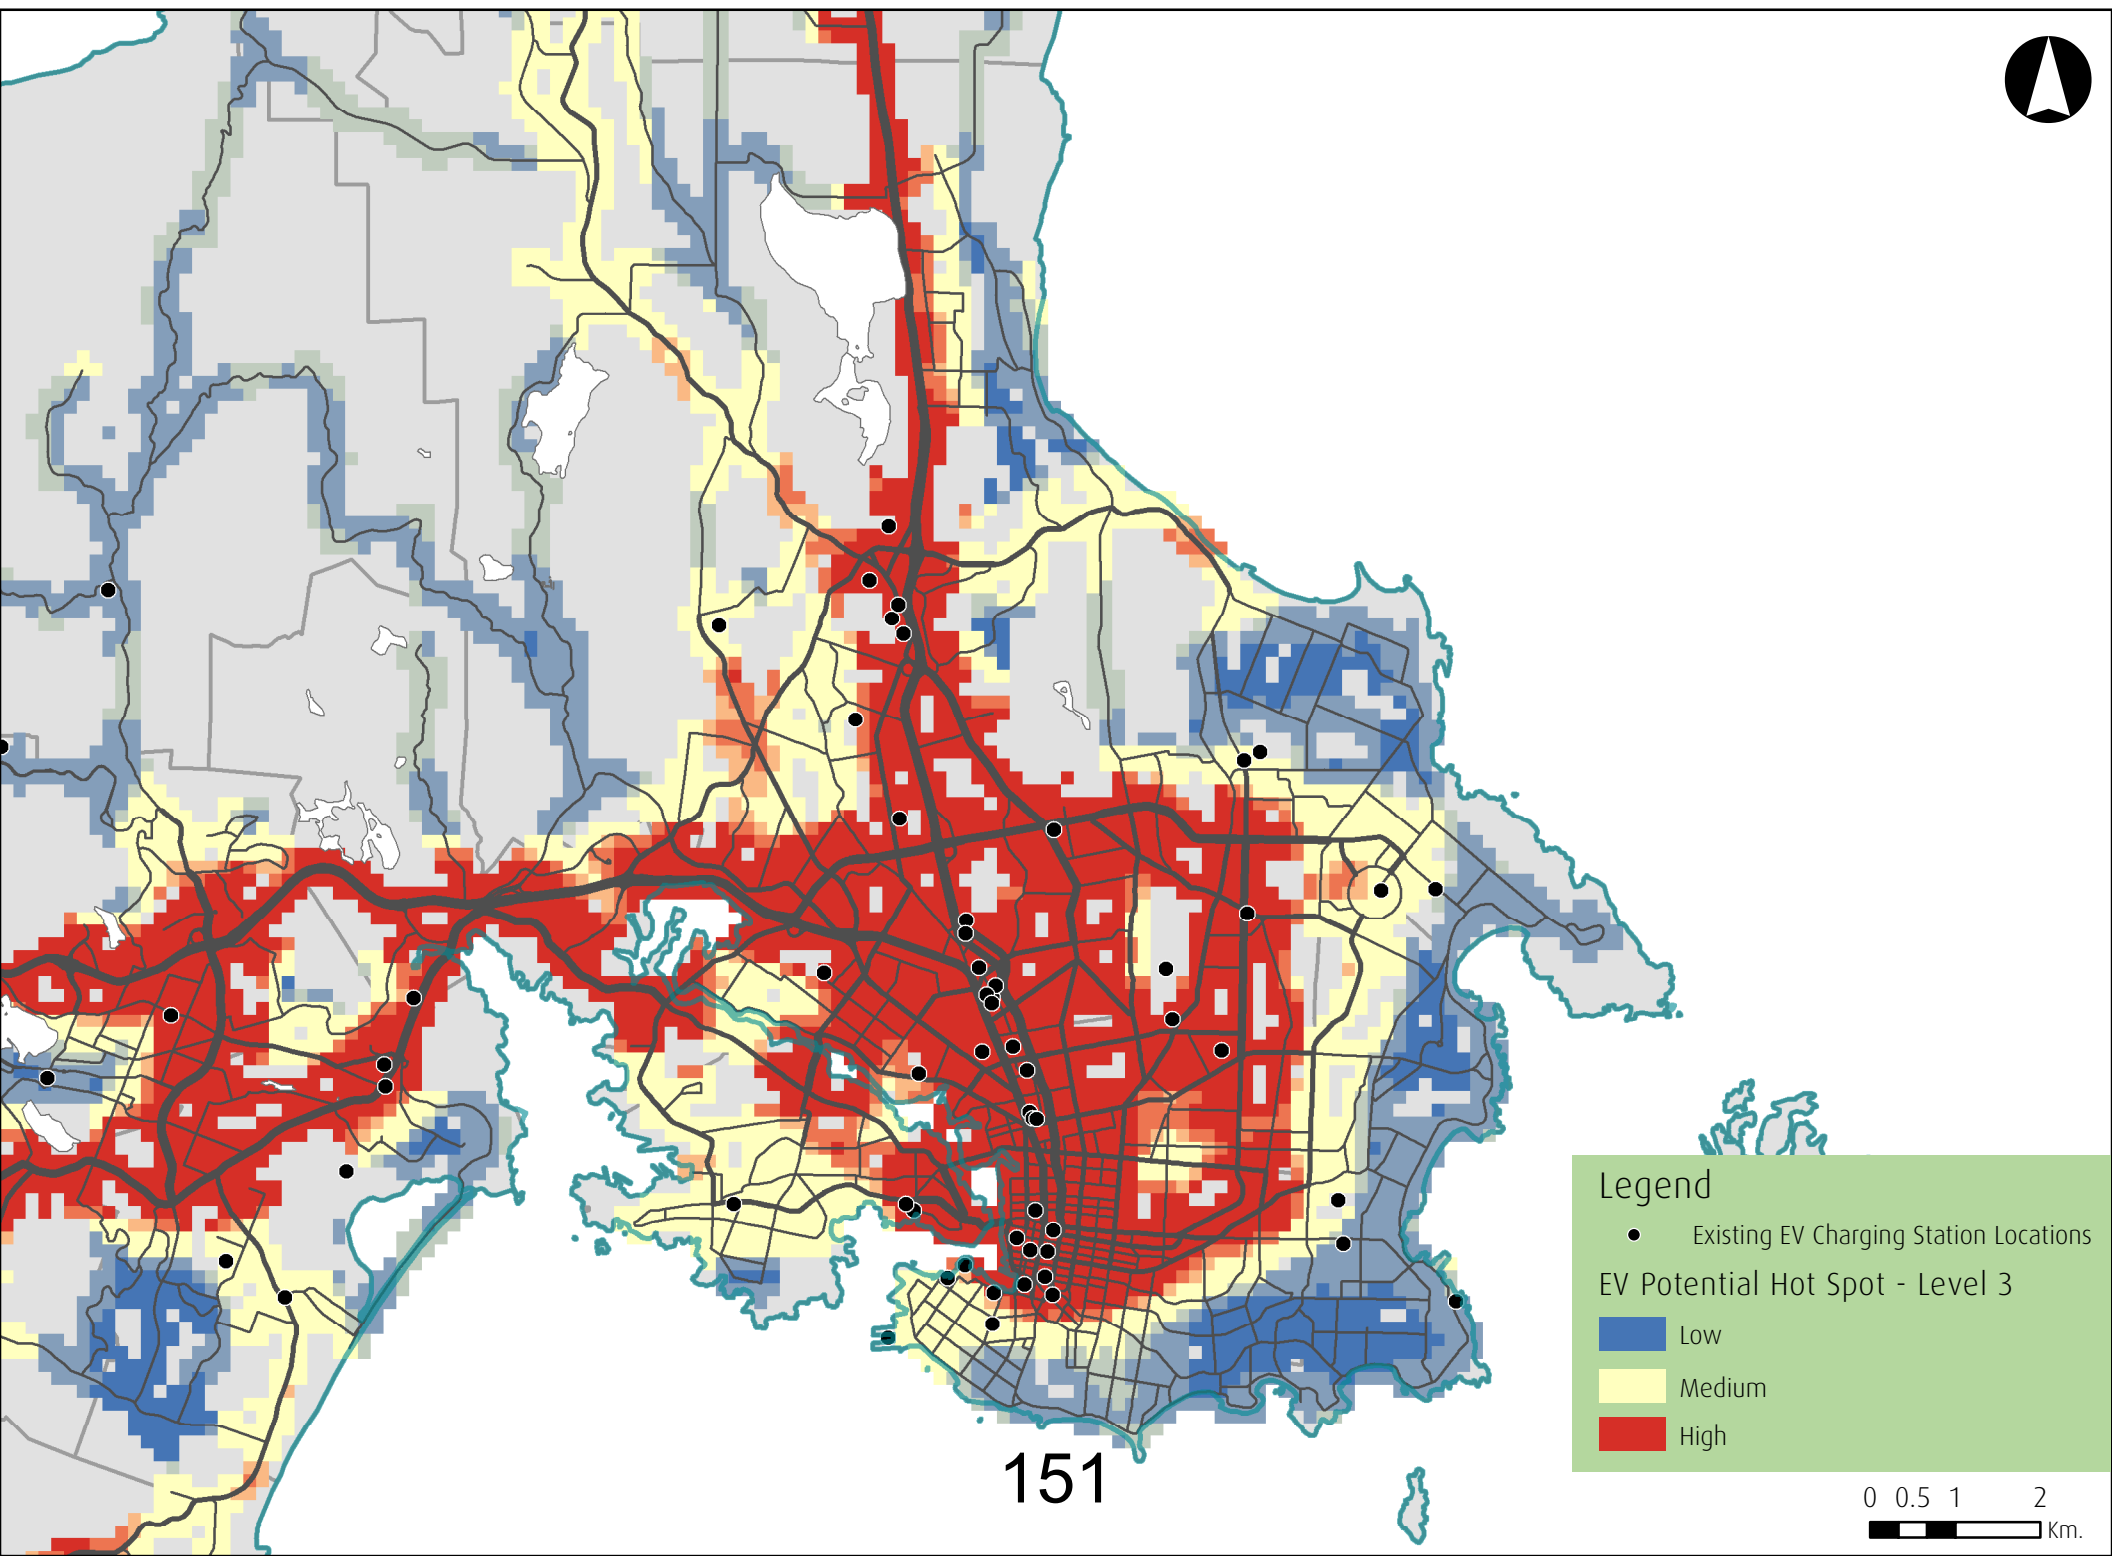 Legend
Existing EV Charging Station Locations
EV Potential Hot Spot - Level 3
Low
Medium
High
151
0 0.5 1 2
Km.